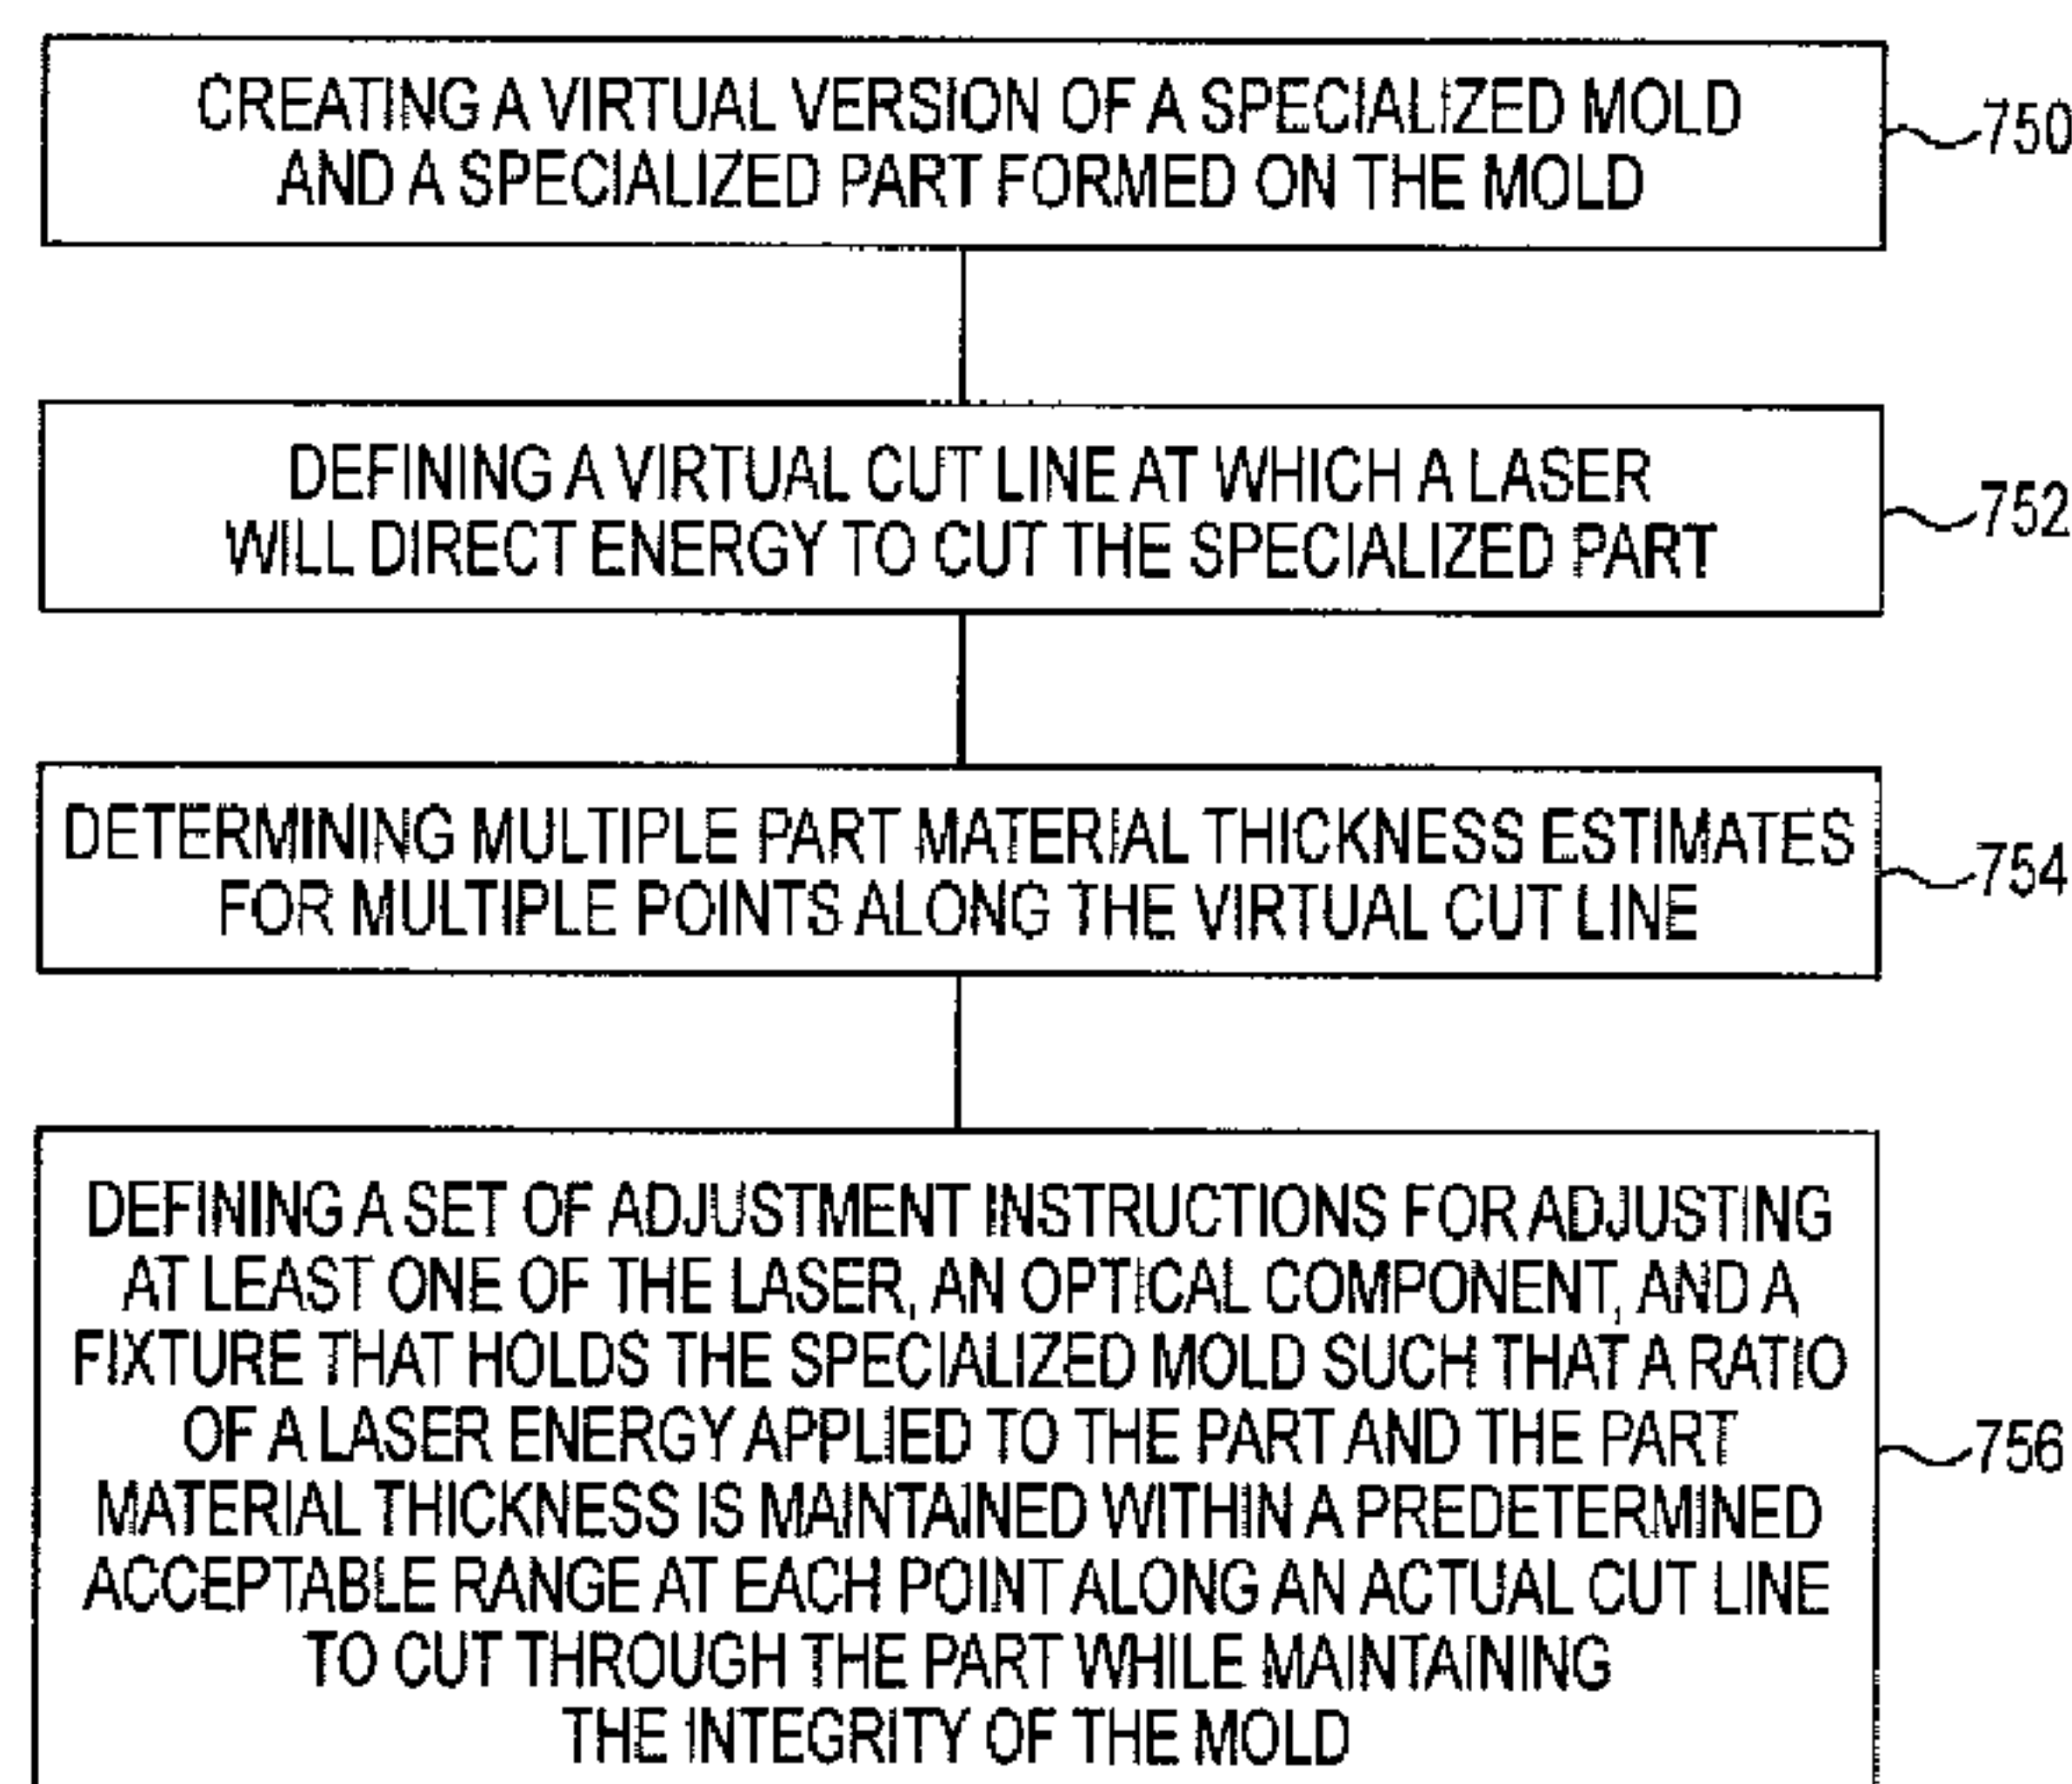 CREATING A VIRTUAL VERSION OF A SPECIALIZED MOLD
AND A SPECIALIZED PART FORMED ON THE MOLD
750
DEFINING A VIRTUAL CUT LINE AT WHICH A LASER
WILL DIRECT ENERGY TO CUT THE SPECIALIZED PART
752
DETERMINING MULTIPLE PART MATERIAL THICKNESS ESTIMATES
FOR MULTIPLE POINTS ALONG THE VIRTUAL CUT LINE
754
DEFINING A SET OF ADJUSTMENT INSTRUCTIONS FOR ADJUSTING
AT LEAST ONE OF THE LASER, AN OPTICAL COMPONENT, AND A
FIXTURE THAT HOLDS THE SPECIALIZED MOLD SUCH THAT A RATIO
OF A LASER ENERGY APPLIED TO THE PART AND THE PART
MATERIAL THICKNESS IS MAINTAINED WITHIN A PREDETERMINED
ACCEPTABLE RANGE AT EACH POINT ALONG AN ACTUAL CUT LINE
TO CUT THROUGH THE PART WHILE MAINTAINING
THE INTEGRITY OF THE MOLD
756